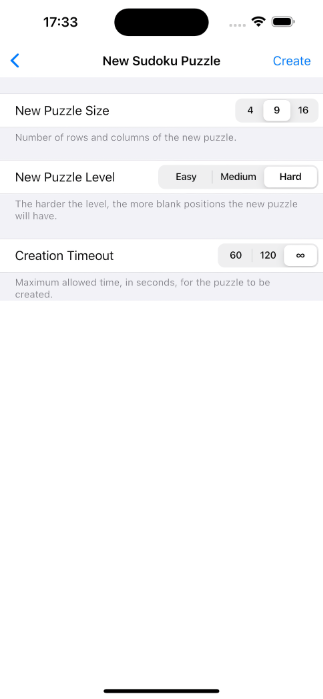 17:33
New Sudoku Puzzle
Create
New Puzzle Size
4 9 16
Number of rows and columns of the new puzzle.
New Puzzle Level
Easy Medium Hard
The harder the level, the more blank positions the new puzzle
will have.
Creation Timeout
60 120 ∞
Maximum allowed time, in seconds, for the puzzle to be
created.